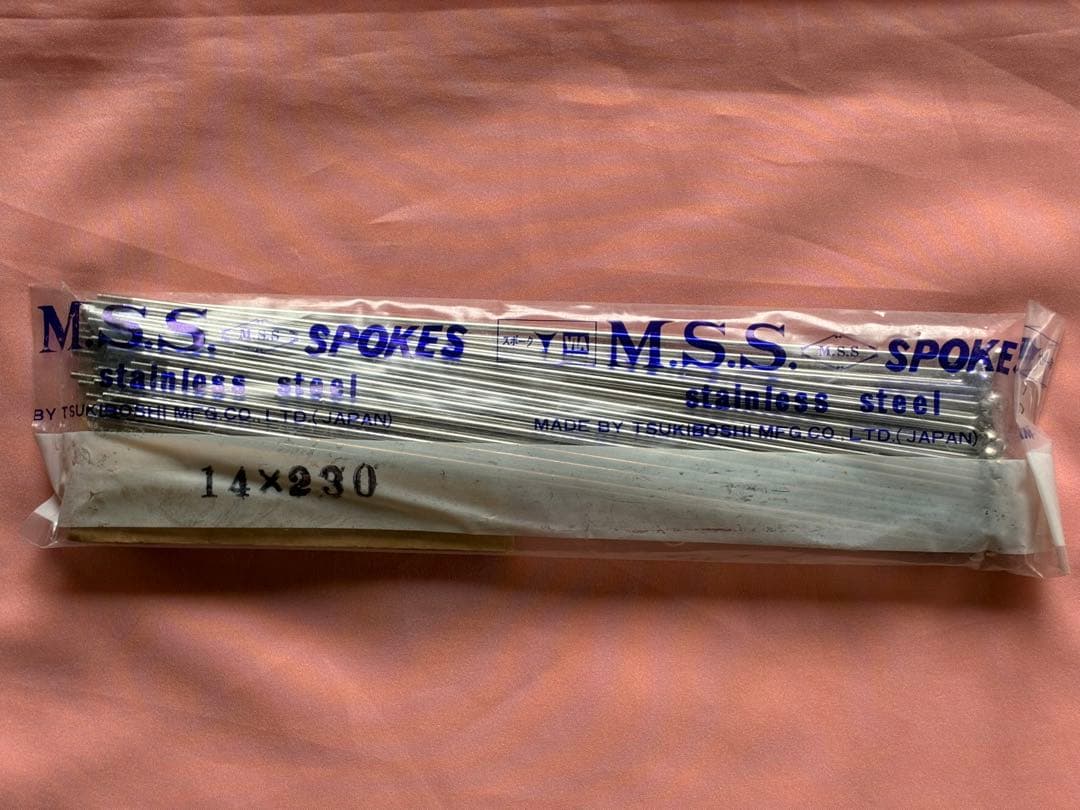 M.S.S. M.S.S SPOKES スポーク VIA M.S.S. M.S.S SPOKE
stainless steel stainless steel
BY TSUKIBOSHI MFG.CO., LTD.(JAPAN) MADE BY TSUKIBOSHI MFG.CO., LTD.(JAPAN)
14×230